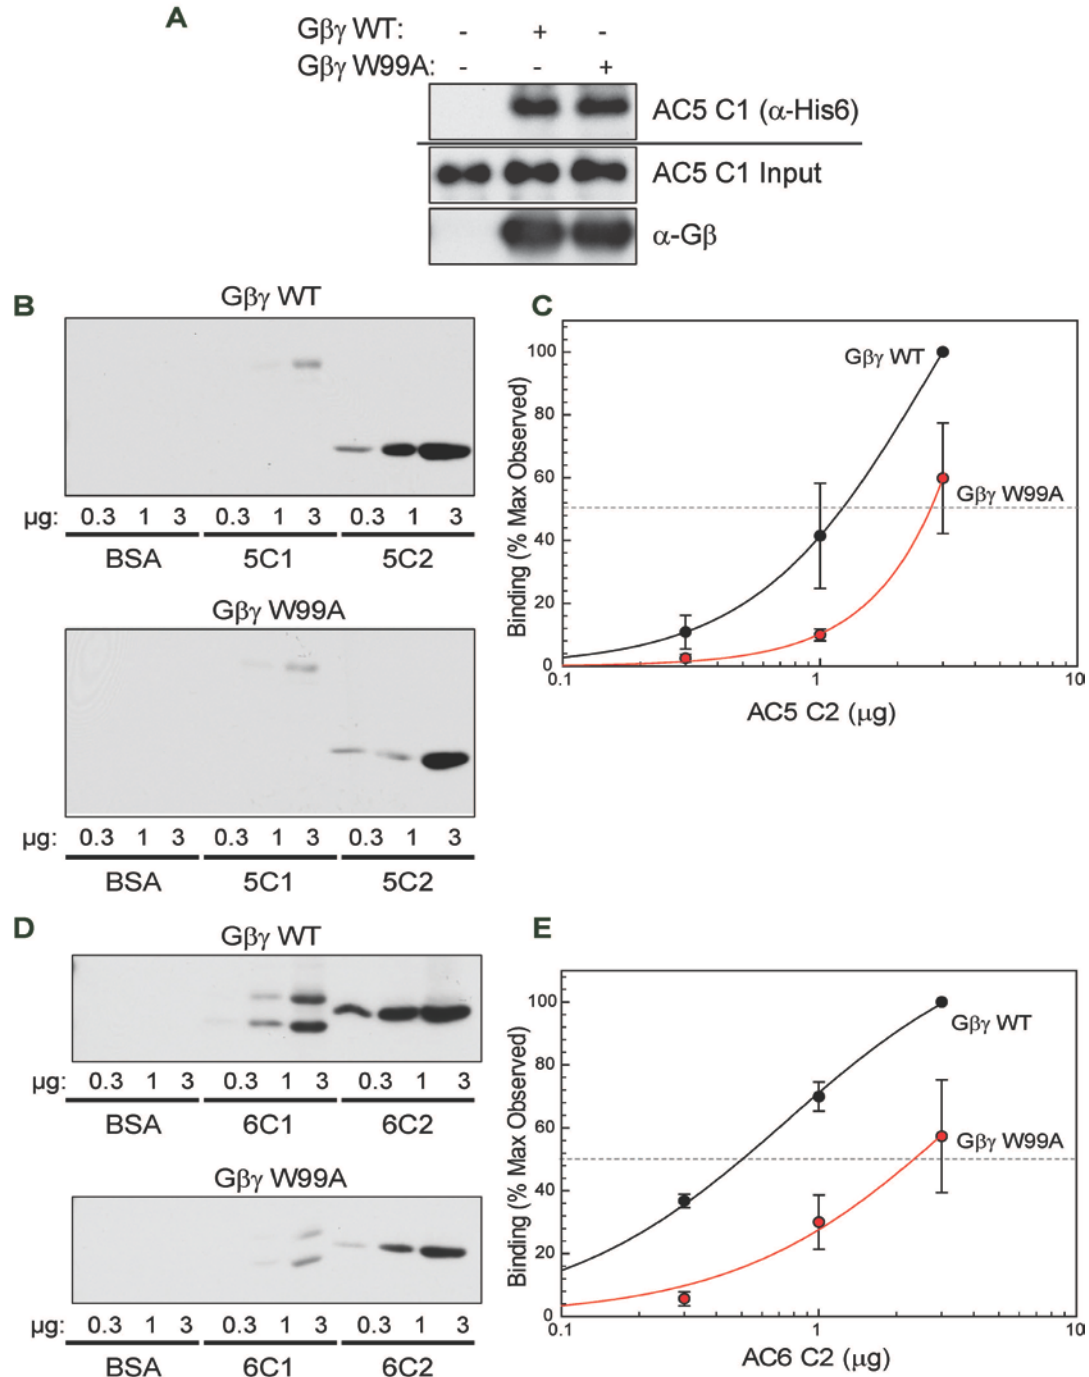 A
Gβγ WT: - + -
Gβγ W99A: - - +
AC5 C1 (α-His6)
AC5 C1 Input
α-Gβ
B
Gβγ WT
µg: 0.3 1 3 0.3 1 3 0.3 1 3
BSA 5C1 5C2
Gβγ W99A
µg: 0.3 1 3 0.3 1 3 0.3 1 3
BSA 5C1 5C2
C
Binding (% Max Observed)
100
80
60
40
20
0
Gβγ WT
Gβγ W99A
0.1 1 10
AC5 C2 (µg)
D
Gβγ WT
µg: 0.3 1 3 0.3 1 3 0.3 1 3
BSA 6C1 6C2
Gβγ W99A
µg: 0.3 1 3 0.3 1 3 0.3 1 3
BSA 6C1 6C2
E
Binding (% Max Observed)
100
80
60
40
20
0
Gβγ WT
Gβγ W99A
0.1 1 10
AC6 C2 (µg)